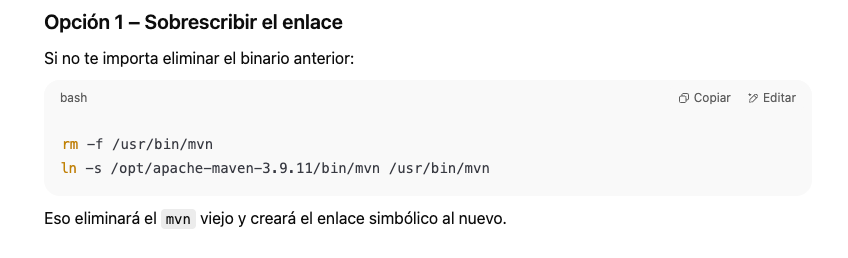 Opción 1 – Sobrescribir el enlace
Si no te importa eliminar el binario anterior:
bash Copiar Editar
rm -f /usr/bin/mvn
ln -s /opt/apache-maven-3.9.11/bin/mvn /usr/bin/mvn
Eso eliminará el mvn viejo y creará el enlace simbólico al nuevo.